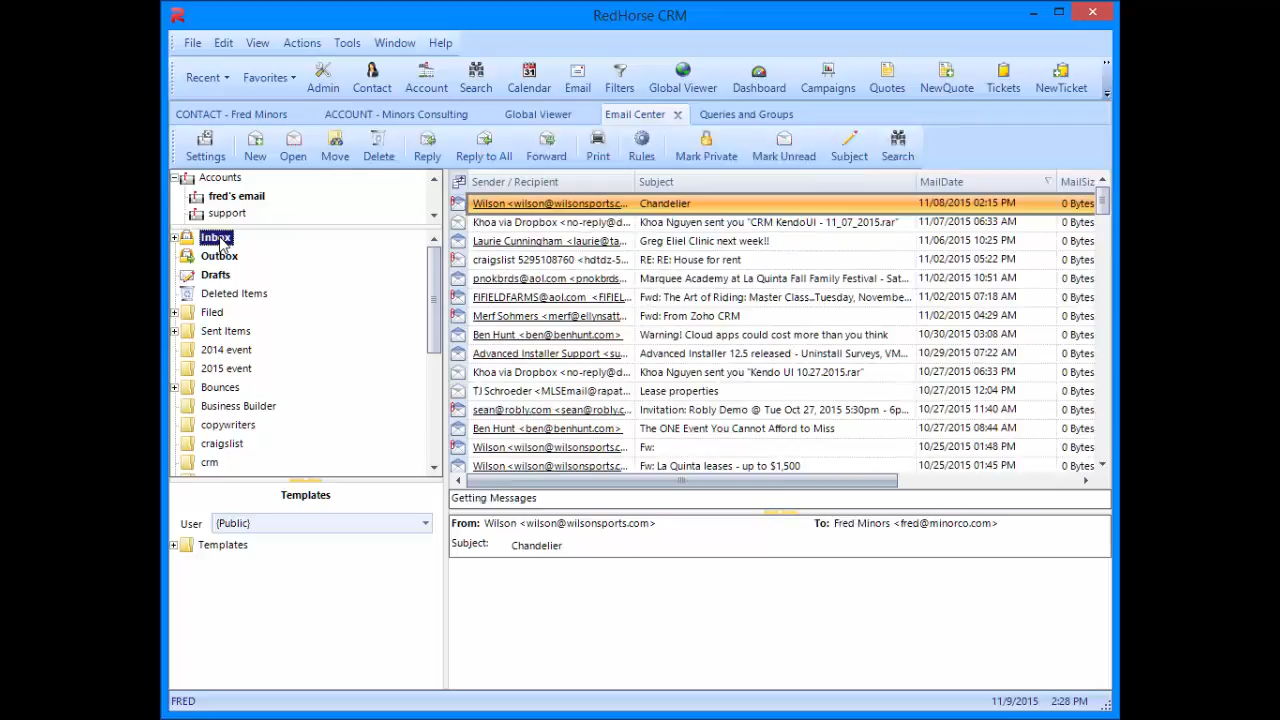 RedHorse CRM
File Edit View Actions Tools Window Help
Recent Favorites Admin Contact Account Search Calendar Email Filters Global Viewer Dashboard Campaigns Quotes NewQuote Tickets NewTicket
CONTACT - Fred Minors ACCOUNT - Minors Consulting Global Viewer Email Center Queries and Groups
Settings New Open Move Delete Reply Reply to All Forward Print Rules Mark Private Mark Unread Subject Search
Accounts
fred's email
support
Inbox
Outbox
Drafts
Deleted Items
Filed
Sent Items
2014 event
2015 event
Bounces
Business Builder
copywriters
craigslist
crm
Templates
User {Public}
Templates
Sender / Recipient Subject MailDate MailSiz
Wilson <wilson@wilsonsports.c... Chandelier 11/08/2015 02:15 PM 0 Bytes
Khoa via Dropbox <no-reply@d... Khoa Nguyen sent you "CRM KendoUI - 11_07_2015.rar" 11/07/2015 06:33 AM 0 Bytes
Laurie Cunningham <laurie@ta... Greg Eliel Clinic next week!! 11/06/2015 10:25 PM 0 Bytes
craigslist 5295108760 <hdtdz-5... RE: RE: House for rent 11/02/2015 05:22 PM 0 Bytes
pnokbrds@aol.com <pnokbrds... Marquee Academy at La Quinta Fall Family Festival - Sat... 11/02/2015 10:51 AM 0 Bytes
FIFIELDFARMS@aol.com <FIFIEL... Fwd: The Art of Riding: Master Class...Tuesday, Novembe... 11/02/2015 07:18 AM 0 Bytes
Merf Sohmers <merf@ellynsatt... Fwd: From Zoho CRM 11/02/2015 04:29 AM 0 Bytes
Ben Hunt <ben@benhunt.com> Warning! Cloud apps could cost more than you think 10/30/2015 03:08 AM 0 Bytes
Advanced Installer Support <su... Advanced Installer 12.5 released - Uninstall Surveys, VM... 10/29/2015 07:22 AM 0 Bytes
Khoa via Dropbox <no-reply@d... Khoa Nguyen sent you "Kendo UI 10.27.2015.rar" 10/27/2015 06:33 PM 0 Bytes
TJ Schroeder <MLSEmail@rapat... Lease properties 10/27/2015 12:04 PM 0 Bytes
sean@robly.com <sean@robly.c... Invitation: Robly Demo @ Tue Oct 27, 2015 5:30pm - 6p... 10/27/2015 11:40 AM 0 Bytes
Ben Hunt <ben@benhunt.com> The ONE Event You Cannot Afford to Miss 10/27/2015 08:44 AM 0 Bytes
Wilson <wilson@wilsonsports.c... Fw: 10/25/2015 01:48 PM 0 Bytes
Wilson <wilson@wilsonsports.c... Fw: La Quinta leases - up to $1,500 10/25/2015 01:45 PM 0 Bytes
Getting Messages
From: Wilson <wilson@wilsonsports.com> To: Fred Minors <fred@minorco.com>
Subject: Chandelier
FRED 11/9/2015 2:28 PM